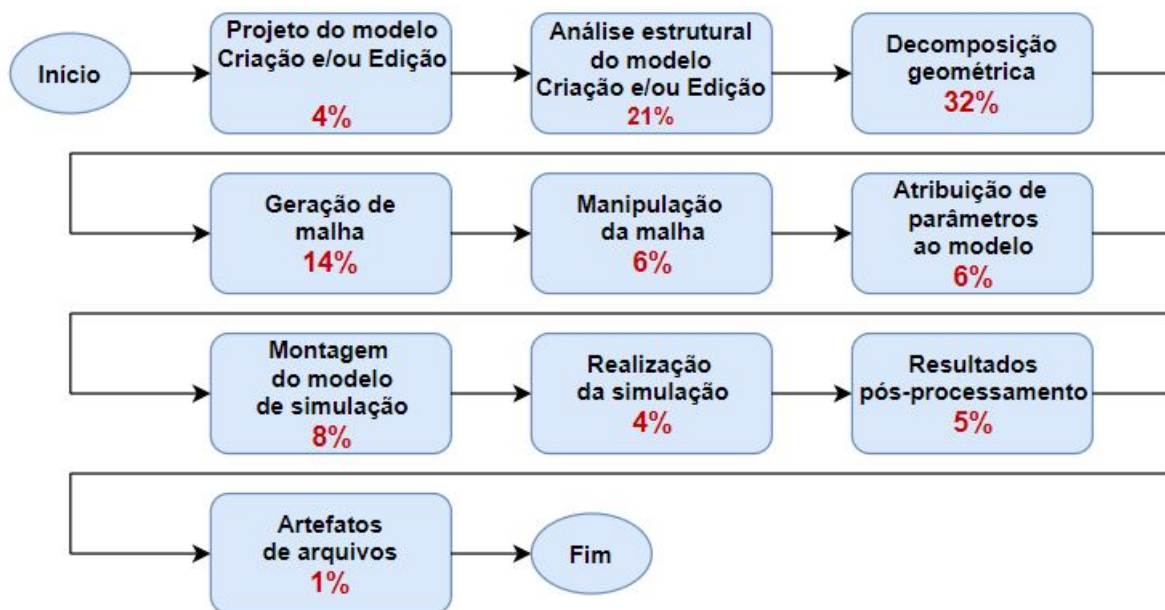 Início
Projeto do modelo
Criação e/ou Edição
4%
Análise estrutural
do modelo
Criação e/ou Edição
21%
Decomposição
geométrica
32%
Geração de
malha
14%
Manipulação
da malha
6%
Atribuição de
parâmetros
ao modelo
6%
Montagem
do modelo
de simulação
8%
Realização
da simulação
4%
Resultados
pós-processamento
5%
Artefatos
de arquivos
1%
Fim